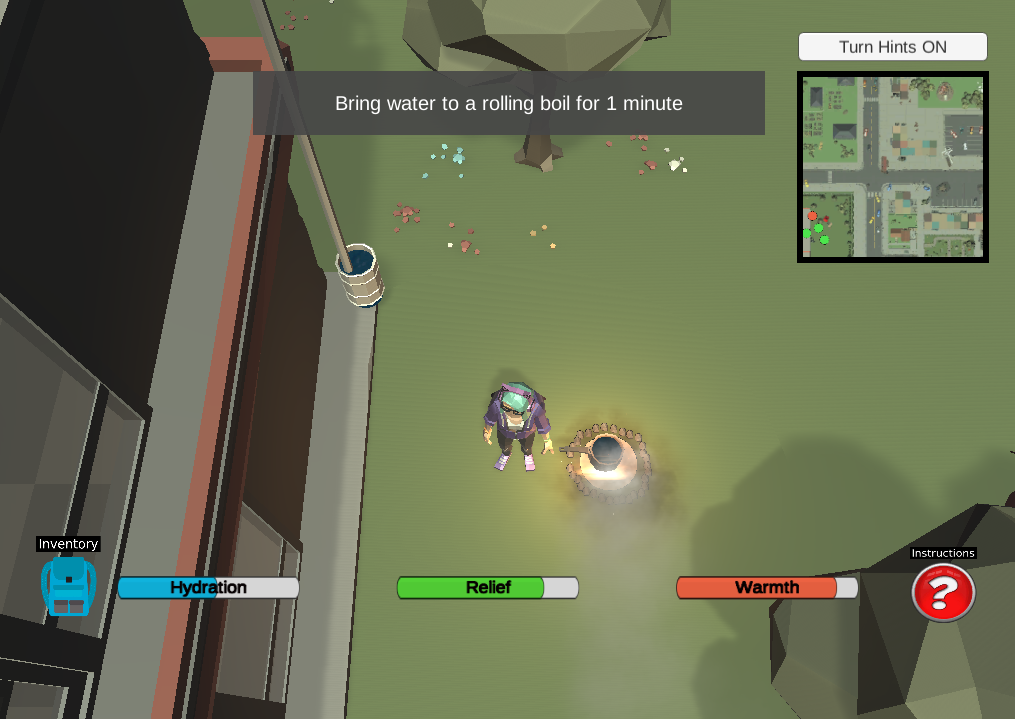 Turn Hints ON
Bring water to a rolling boil for 1 minute
Inventory
Instructions
Hydration
Relief
Warmth
?